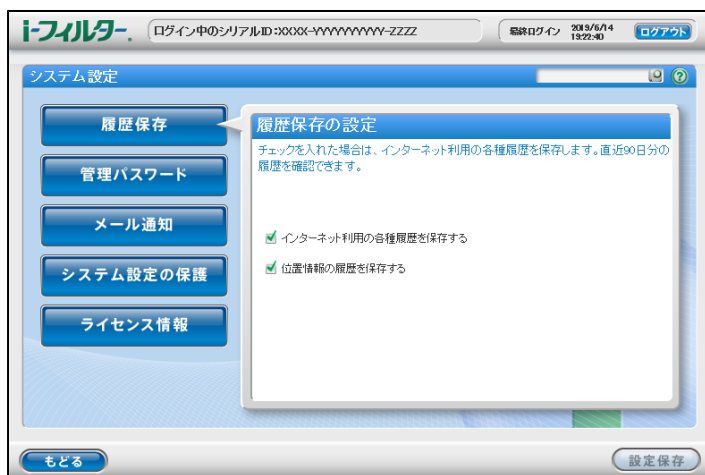 i-フィルター® ログイン中のシリアルID:XXXX-YYYYYYYYYY-ZZZZ 最終ログイン 2019/6/14 19:22:40 ログアウト
システム設定
履歴保存
管理パスワード
メール通知
システム設定の保護
ライセンス情報
履歴保存の設定
チェックを入れた場合は、インターネット利用の各種履歴を保存します。直近90日分の
履歴を確認できます。
インターネット利用の各種履歴を保存する
位置情報の履歴を保存する
もどる 設定保存